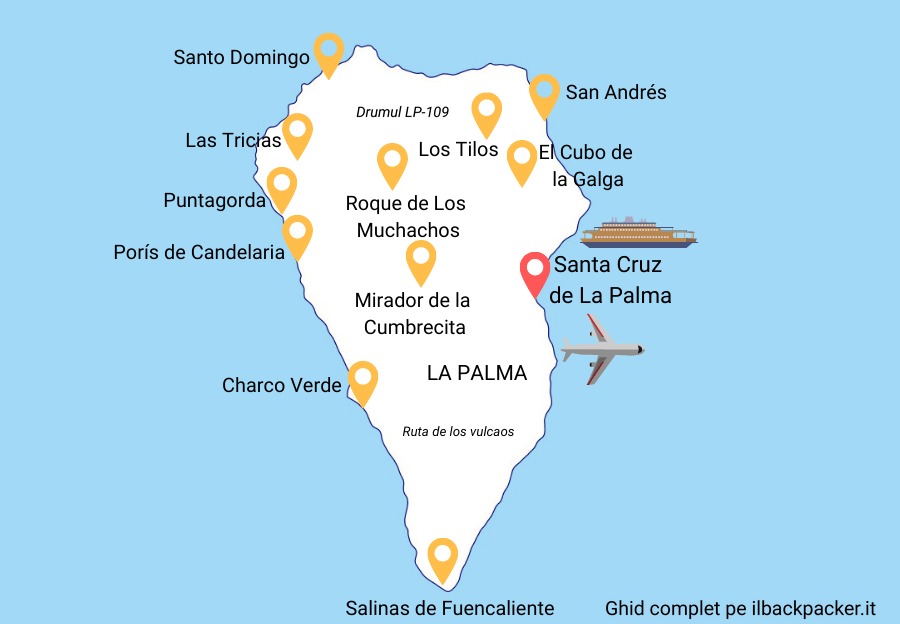 Santo Domingo
San Andrés
Drumul LP-109
Las Tricias
Los Tilos
El Cubo de
la Galga
Puntagorda
Roque de Los
Muchachos
Porís de Candelaria
Santa Cruz
de La Palma
Mirador de la
Cumbrecita
LA PALMA
Charco Verde
Ruta de los vulcaos
Salinas de Fuencaliente
Ghid complet pe ilbackpacker.it